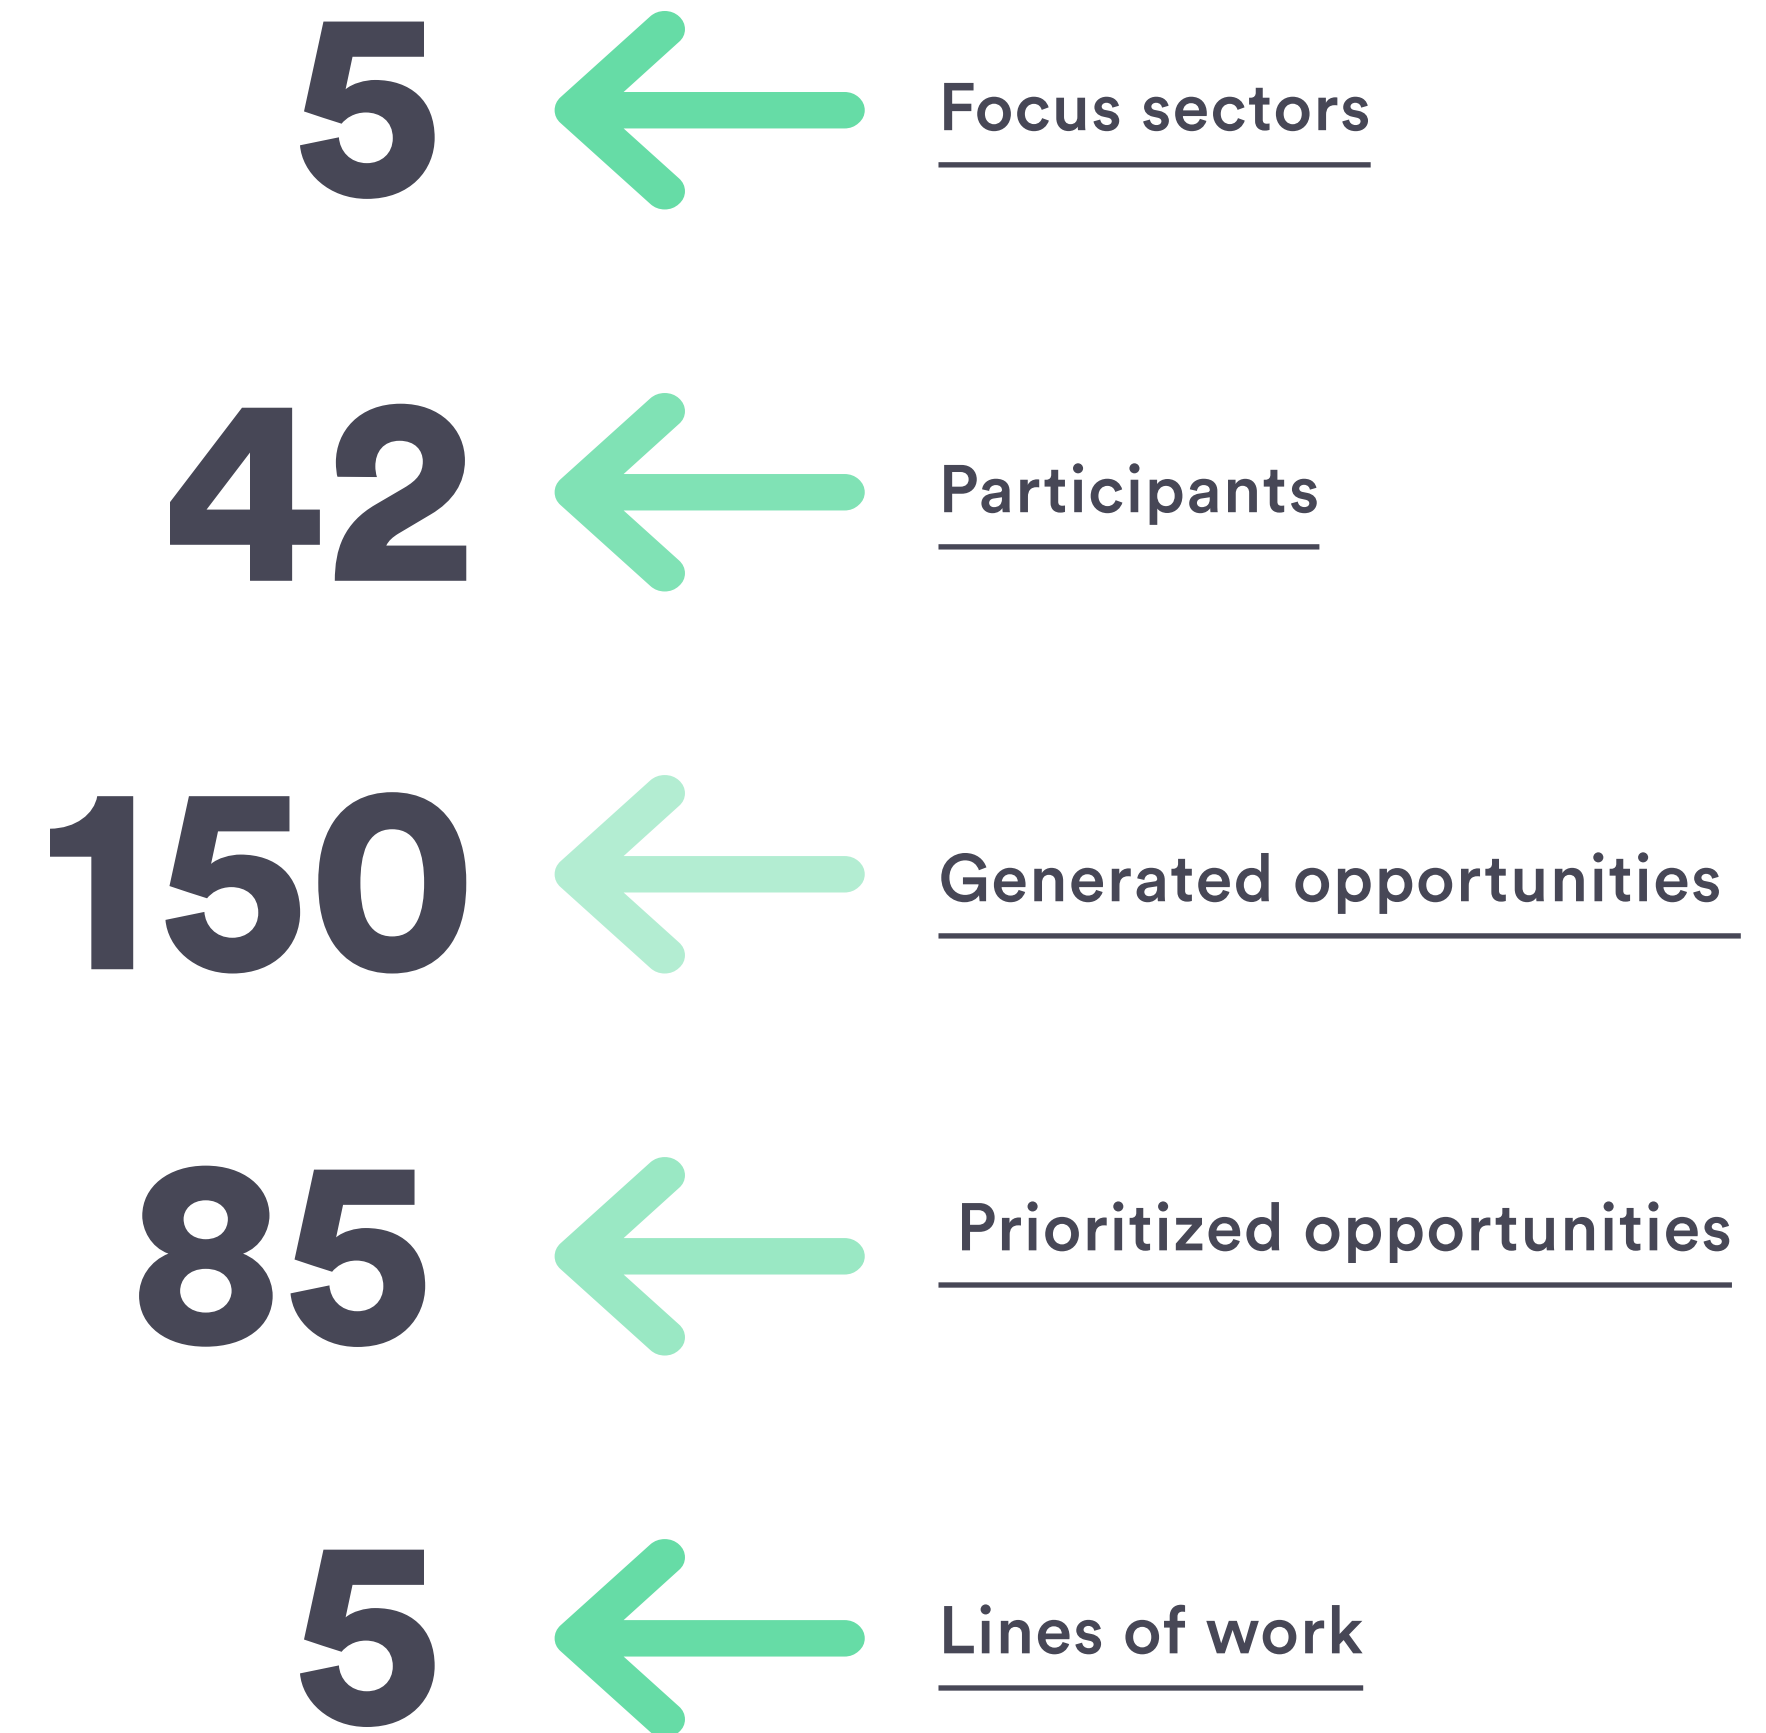 5 Focus sectors
42 Participants
150 Generated opportunities
85 Prioritized opportunities
5 Lines of work